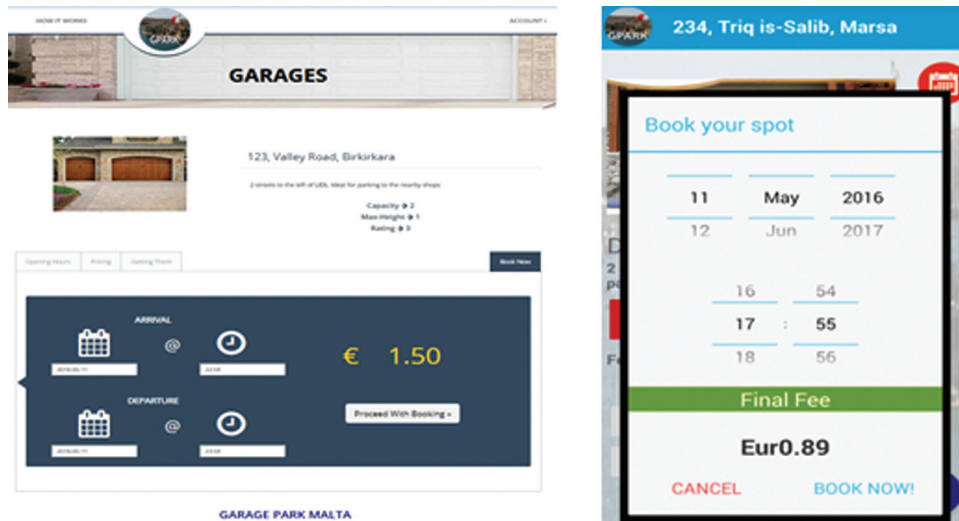 HOW IT WORKS
ACCOUNT
GPARK
GARAGES
123, Valley Road, Birkirkara
2 streets to the left of UDL. Ideal for parking to the nearby shops
Capacity → 2
Max Height → 1
Rating → 3
Opening Hours Pricing Getting There Book Now
ARRIVAL
@
€ 1.50
DEPARTURE
@
Proceed With Booking »
GARAGE PARK MALTA
GPARK
234, Triq is-Salib, Marsa
Book your spot
11 May 2016
12 Jun 2017
16 54
17 : 55
18 56
Final Fee
Eur0.89
CANCEL BOOK NOW!